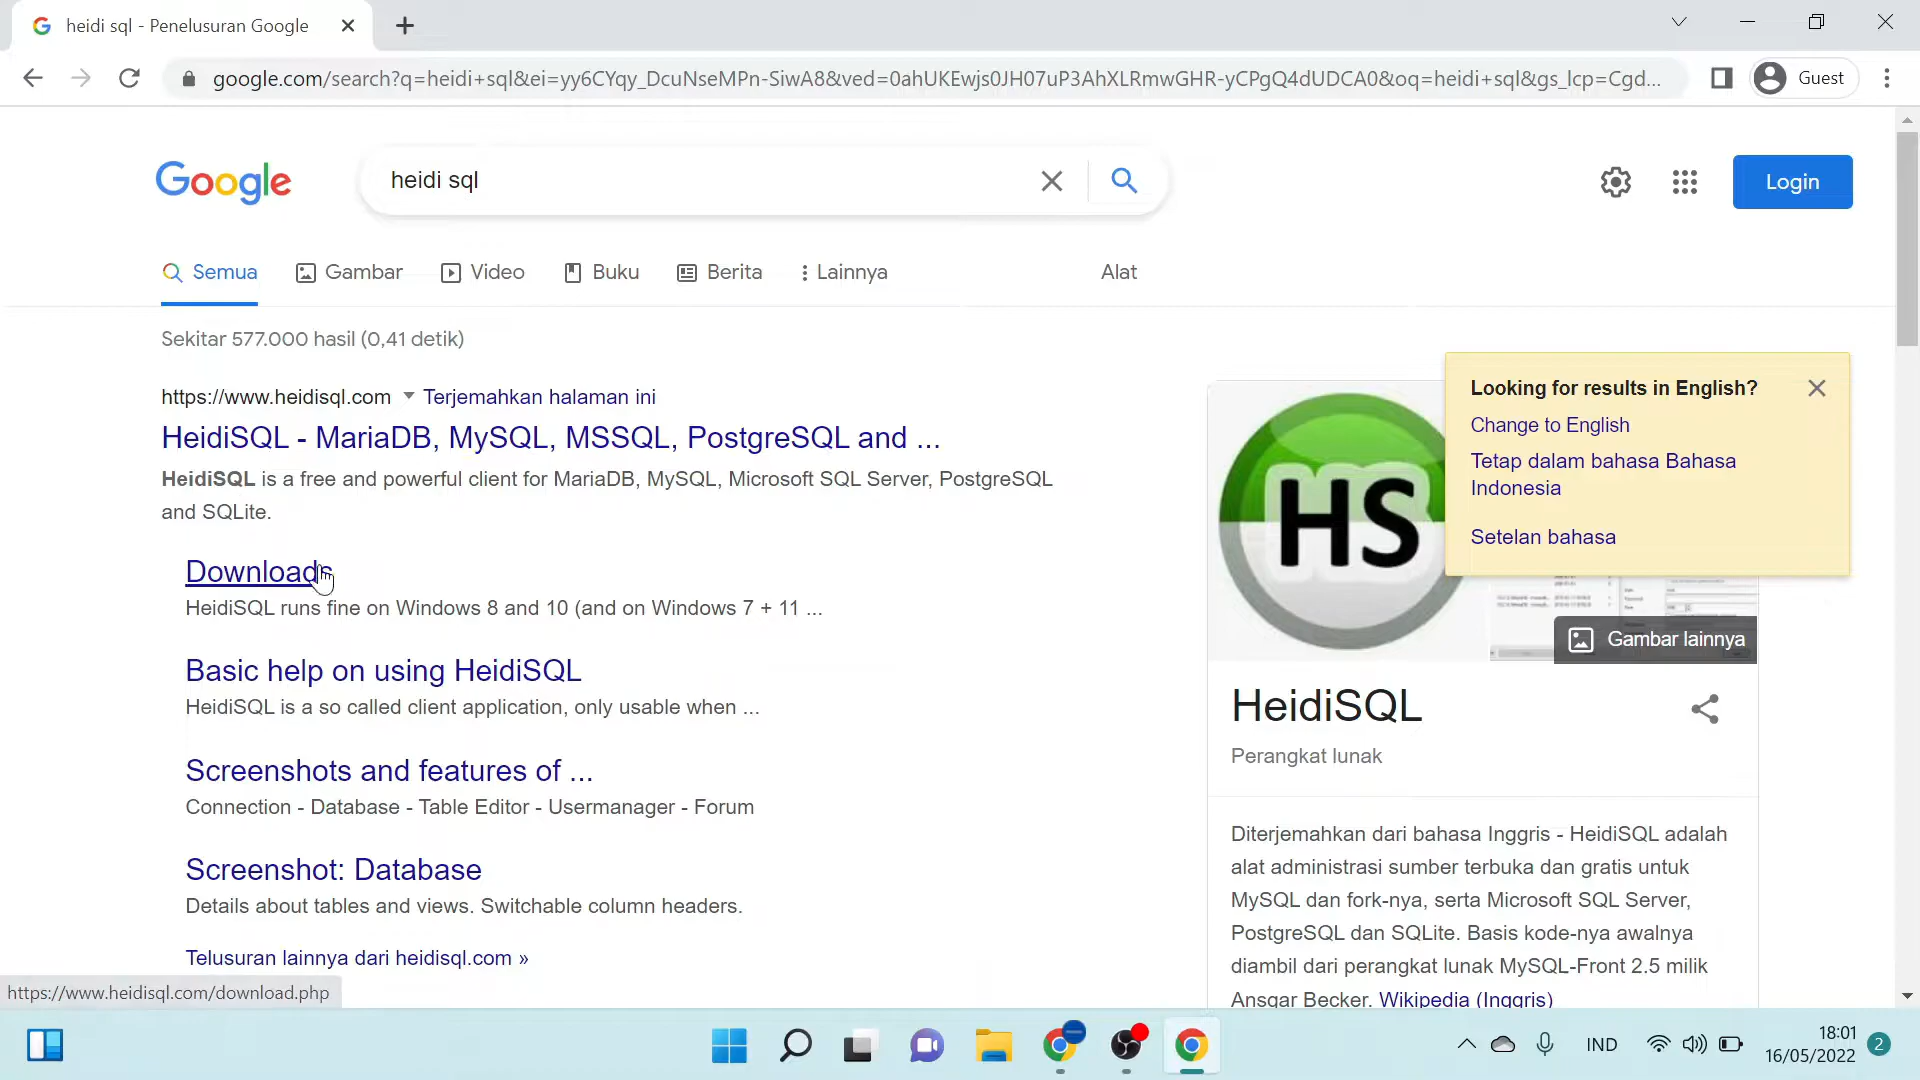 heidi sql - Penelusuran Google
google.com/search?q=heidi+sql&ei=yy6CYqy_DcuNseMPn-SiwA8&ved=0ahUKEwjs0JH07uP3AhXLRmwGHR-yCPgQ4dUDCA0&oq=heidi+sql&gs_lcp=Cgd...
Guest
Google
heidi sql
Login
Semua
Gambar
Video
Buku
Berita
Lainnya
Alat
Sekitar 577.000 hasil (0,41 detik)
https://www.heidisql.com Terjemahkan halaman ini
HeidiSQL - MariaDB, MySQL, MSSQL, PostgreSQL and ...
HeidiSQL is a free and powerful client for MariaDB, MySQL, Microsoft SQL Server, PostgreSQL
and SQLite.
Downloads
HeidiSQL runs fine on Windows 8 and 10 (and on Windows 7 + 11 ...
Basic help on using HeidiSQL
HeidiSQL is a so called client application, only usable when ...
Screenshots and features of ...
Connection - Database - Table Editor - Usermanager - Forum
Screenshot: Database
Details about tables and views. Switchable column headers.
Telusuran lainnya dari heidisql.com »
Looking for results in English?
Change to English
Tetap dalam bahasa Bahasa
Indonesia
Setelan bahasa
HS
Gambar lainnya
HeidiSQL
Perangkat lunak
Diterjemahkan dari bahasa Inggris - HeidiSQL adalah
alat administrasi sumber terbuka dan gratis untuk
MySQL dan fork-nya, serta Microsoft SQL Server,
PostgreSQL dan SQLite. Basis kode-nya awalnya
diambil dari perangkat lunak MySQL-Front 2.5 milik
Ansgar Becker. Wikipedia (Inggris)
https://www.heidisql.com/download.php
IND
18:01
16/05/2022
2